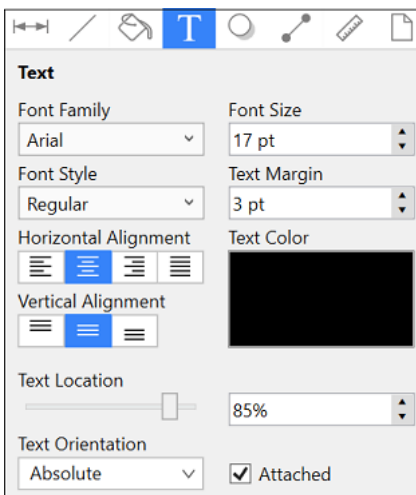 T
Text
Font Family Font Size
Arial 17 pt
Font Style Text Margin
Regular 3 pt
Horizontal Alignment Text Color
Vertical Alignment
Text Location
85%
Text Orientation
Absolute Attached